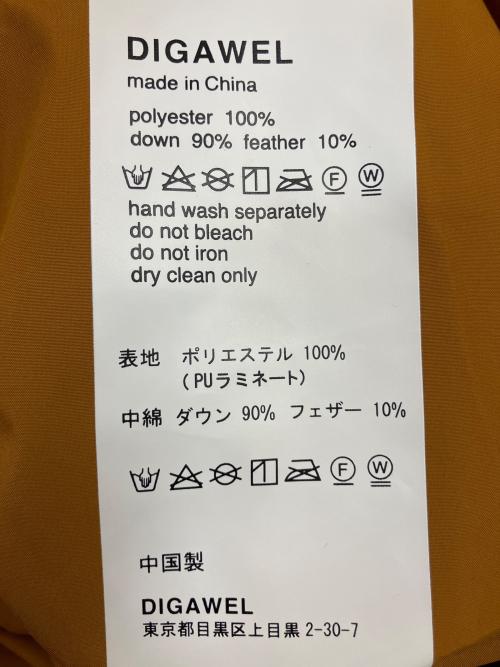 DIGAWEL
made in China
polyester 100%
down 90% feather 10%
F W
hand wash separately
do not bleach
do not iron
dry clean only
表地 ポリエステル 100%
(PUラミネート)
中綿 ダウン 90% フェザー 10%
F W
中国製
DIGAWEL
東京都目黒区上目黒 2-30-7